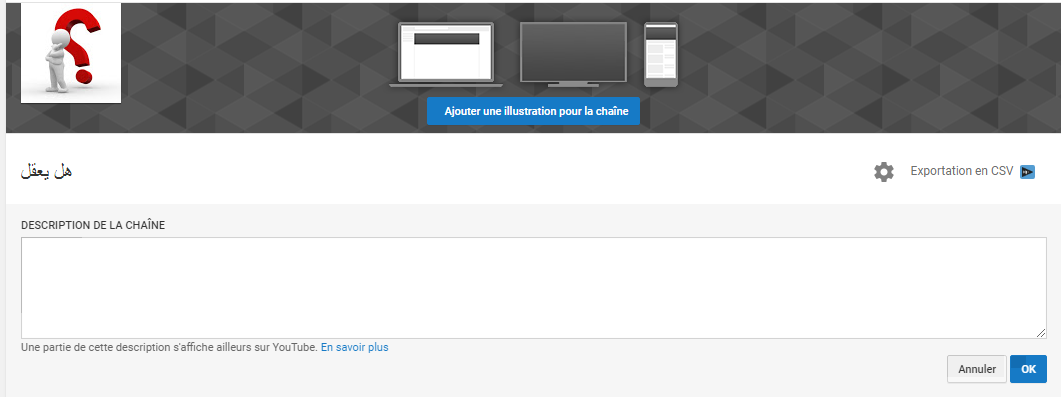 Ajouter une illustration pour la chaîne
هل يعقل
Exportation en CSV
DESCRIPTION DE LA CHAÎNE
Une partie de cette description s'affiche ailleurs sur YouTube. En savoir plus
Annuler OK